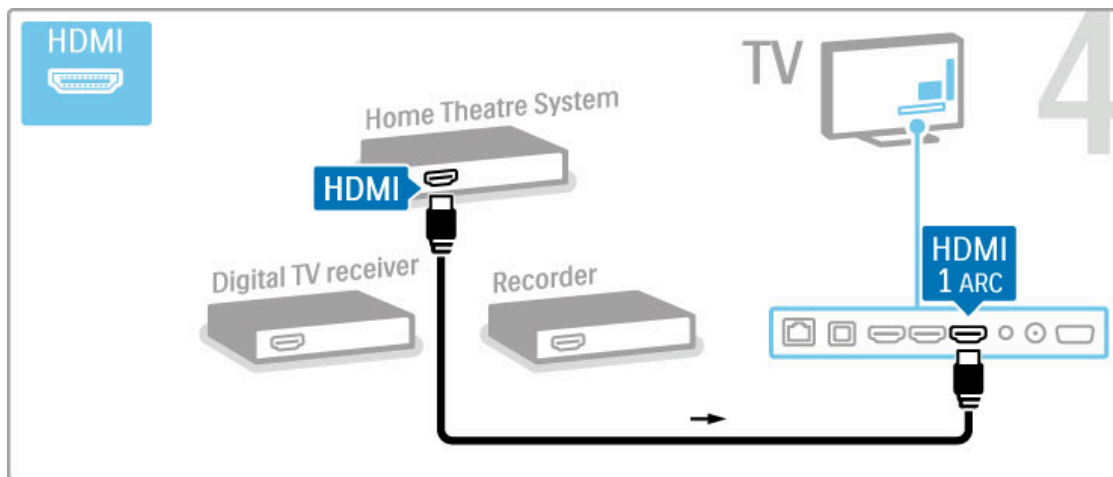 HDMI
TV
4
Home Theatre System
HDMI
Digital TV receiver
Recorder
HDMI
1 ARC